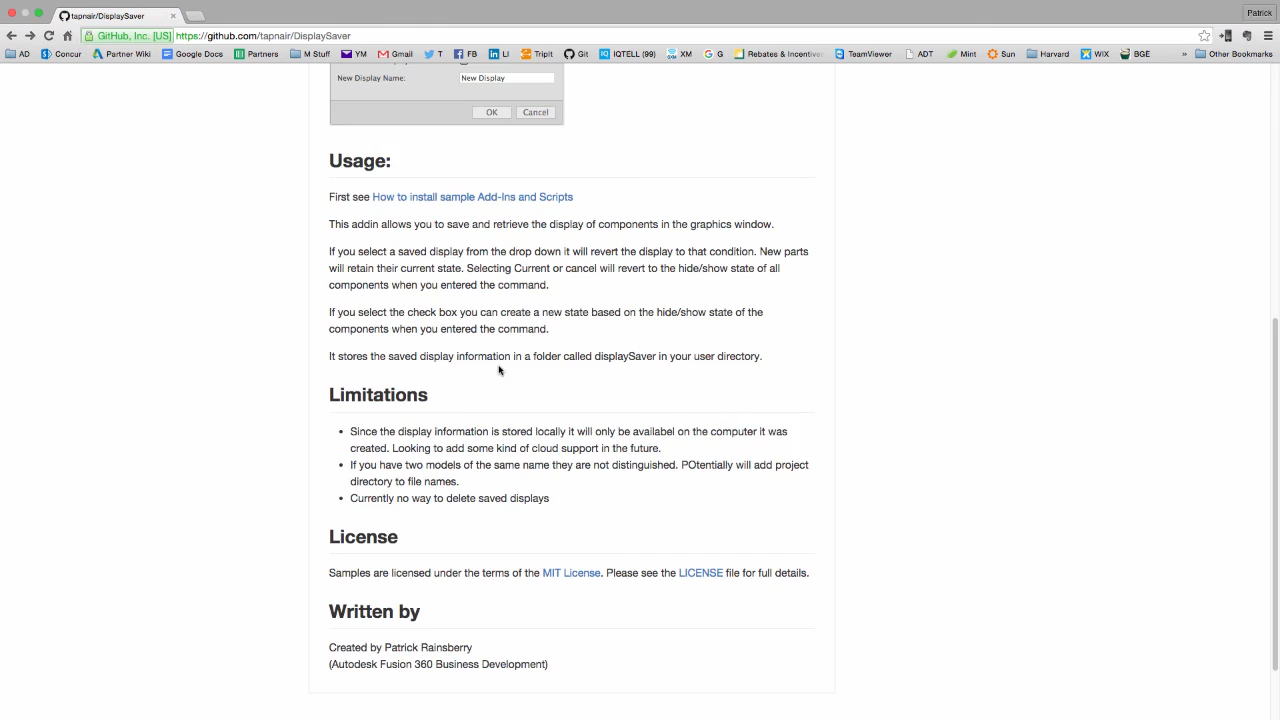 tapnair/DisplaySaver
Patrick
GitHub, Inc. [US] https://github.com/tapnair/DisplaySaver
AD Concur Partner Wiki Google Docs Partners M Stuff YM Gmail T FB LI TripIt Git IQTELL (99) XM G Rebates & Incentive TeamViewer ADT Mint Sun Harvard WIX BGE » Other Bookmarks
New Display Name: New Display
OK Cancel
Usage:
First see How to install sample Add-Ins and Scripts
This addin allows you to save and retrieve the display of components in the graphics window.
If you select a saved display from the drop down it will revert the display to that condition. New parts
will retain their current state. Selecting Current or cancel will revert to the hide/show state of all
components when you entered the command.
If you select the check box you can create a new state based on the hide/show state of the
components when you entered the command.
It stores the saved display information in a folder called displaySaver in your user directory.
Limitations
• Since the display information is stored locally it will only be availabel on the computer it was
created. Looking to add some kind of cloud support in the future.
• If you have two models of the same name they are not distinguished. POtentially will add project
directory to file names.
• Currently no way to delete saved displays
License
Samples are licensed under the terms of the MIT License. Please see the LICENSE file for full details.
Written by
Created by Patrick Rainsberry
(Autodesk Fusion 360 Business Development)